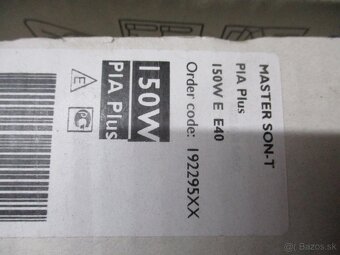 MASTER SON-T
PIA Plus
150W E E40
Order code: 192295XX
150W
PIA Plus
E
Bazos.sk